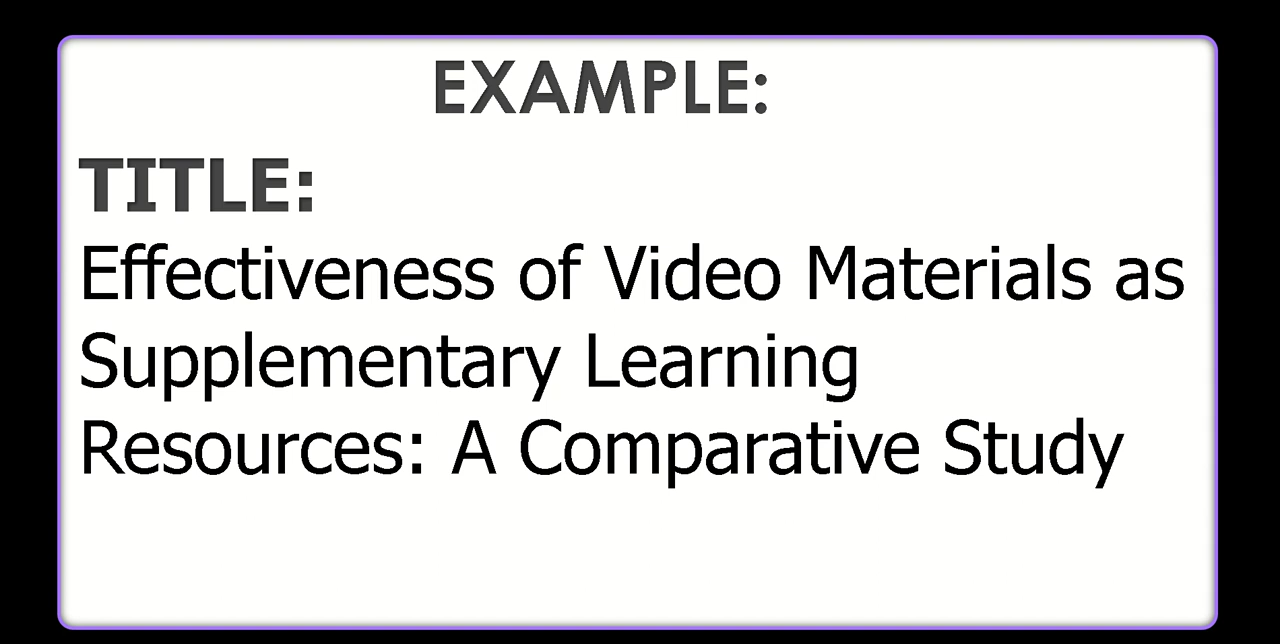 EXAMPLE:
TITLE:
Effectiveness of Video Materials as
Supplementary Learning
Resources: A Comparative Study